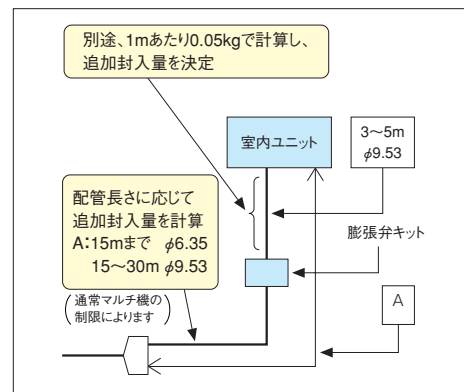 別途、1mあたり0.05kgで計算し、
追加封入量を決定
室内ユニット
3〜5m
φ9.53
配管長さに応じて
追加封入量を計算
A：15mまで φ6.35
15〜30m φ9.53
膨張弁キット
（通常マルチ機の
制限によります）
A